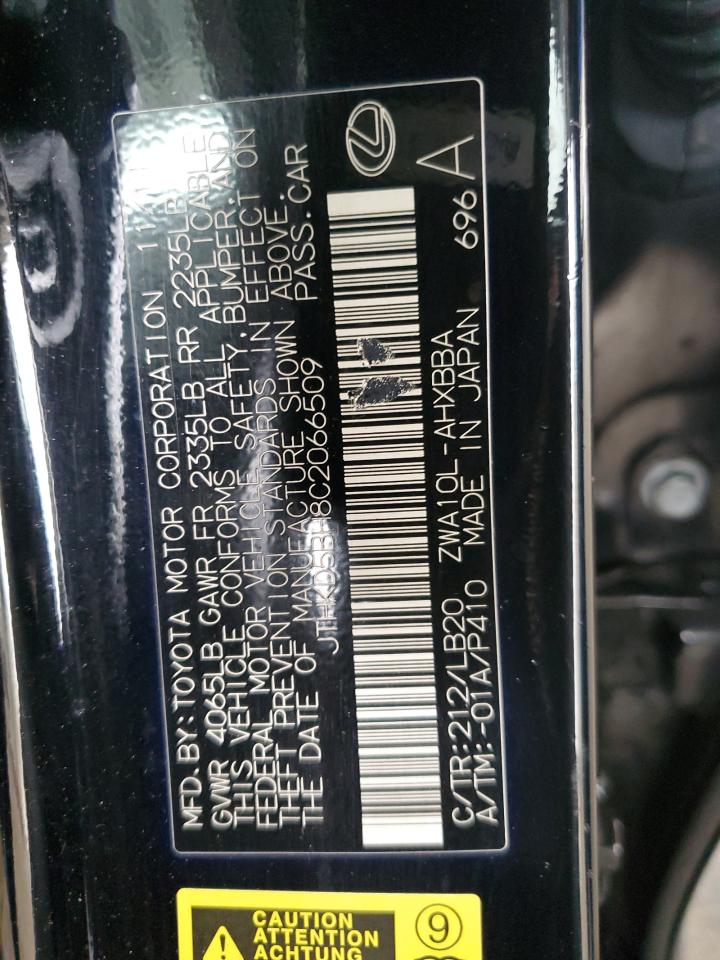 MFD. BY: TOYOTA MOTOR CORPORATION
GVWR 4065LB GAWR FR 2335LB RR 2235LB
THIS VEHICLE CONFORMS TO ALL APPLICABLE
FEDERAL MOTOR VEHICLE SAFETY, BUMPER, AND
THEFT PREVENTION STANDARDS IN EFFECT ON
THE DATE OF MANUFACTURE SHOWN ABOVE.
PASS. CAR
C/TR: 212/LB20 ZWA10L-AHXBBA 696
A/TM: -01A/P410 MADE IN JAPAN A
CAUTION
ATTENTION
ACHTUNG
9